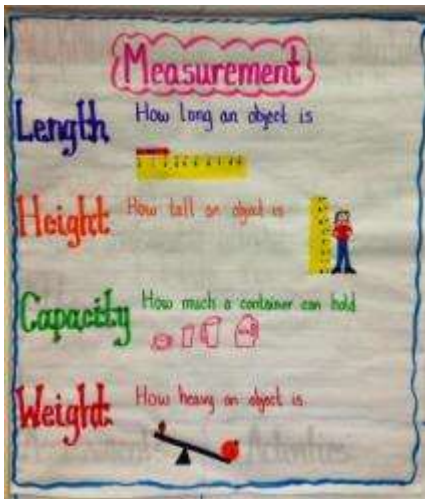 Measurement
Length How long an object is
Height How tall an object is
Capacity How much a container can hold
Weight How heavy an object is
Activities